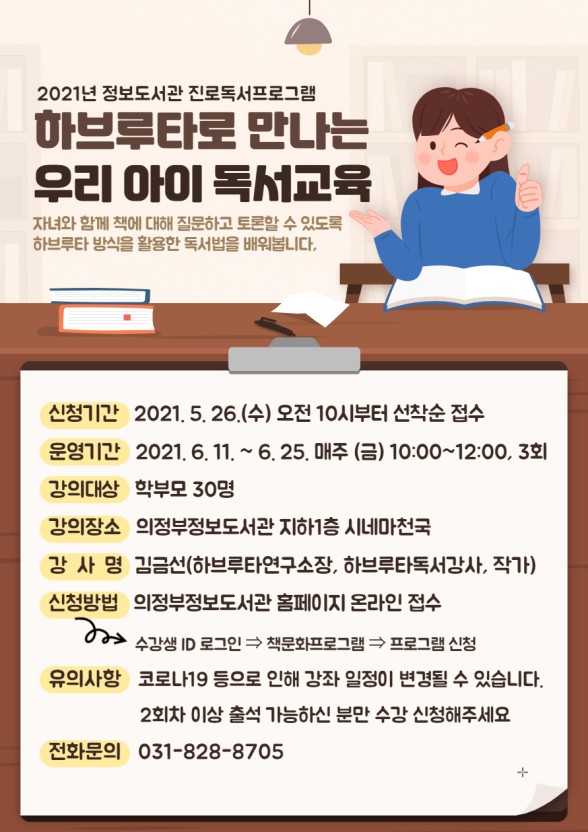 2021년 정보도서관 진로독서프로그램
하브루타로 만나는
우리 아이 독서교육
자녀와 함께 책에 대해 질문하고 토론할 수 있도록
하브루타 방식을 활용한 독서법을 배워봅니다.
신청기간 2021. 5. 26.(수) 오전 10시부터 선착순 접수
운영기간 2021. 6. 11. ~ 6. 25. 매주 (금) 10:00~12:00, 3회
강의대상 학부모 30명
강의장소 의정부정보도서관 지하1층 시네마천국
강 사 명 김금선(하브루타연구소장, 하브루타독서강사, 작가)
신청방법 의정부정보도서관 홈페이지 온라인 접수
수강생 ID 로그인 ⇒ 책문화프로그램 ⇒ 프로그램 신청
유의사항 코로나19 등으로 인해 강좌 일정이 변경될 수 있습니다.
2회차 이상 출석 가능하신 분만 수강 신청해주세요
전화문의 031-828-8705